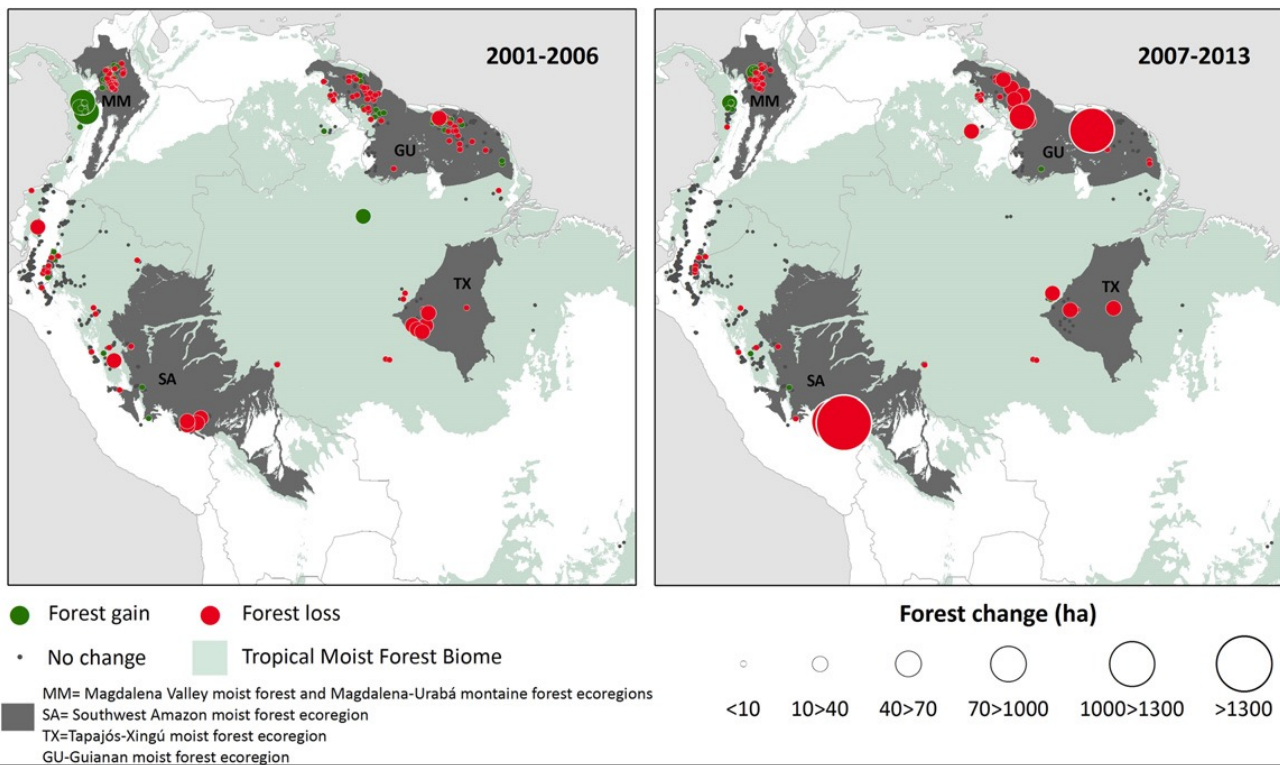 2001-2006
MM
GU
TX
SA
2007-2013
MM
GU
TX
SA
Forest gain
Forest loss
No change
Tropical Moist Forest Biome
MM= Magdalena Valley moist forest and Magdalena-Urabá montaine forest ecoregions
SA= Southwest Amazon moist forest ecoregion
TX=Tapajós-Xingú moist forest ecoregion
GU-Guianan moist forest ecoregion
Forest change (ha)
<10 10>40 40>70 70>1000 1000>1300 >1300